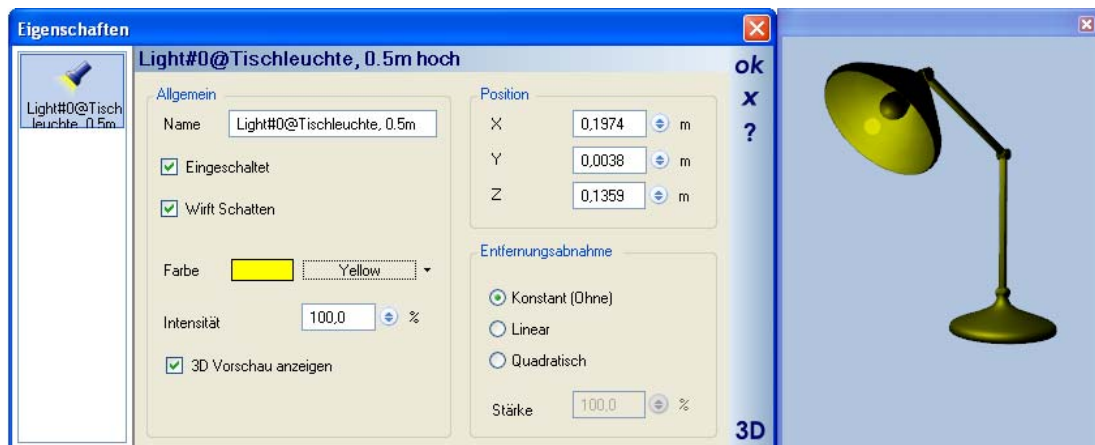 Eigenschaften
Light#0@Tisch
leuchte, 0.5m
Light#0@Tischleuchte, 0.5m hoch
ok
x
?
Allgemein
Name Light#0@Tischleuchte, 0.5m
Eingeschaltet
Wirft Schatten
Farbe Yellow
Intensität 100,0 %
3D Vorschau anzeigen
Position
X 0,1974 m
Y 0,0038 m
Z 0,1359 m
Entfernungsabnahme
Konstant (Ohne)
Linear
Quadratisch
Stärke 100,0 %
3D